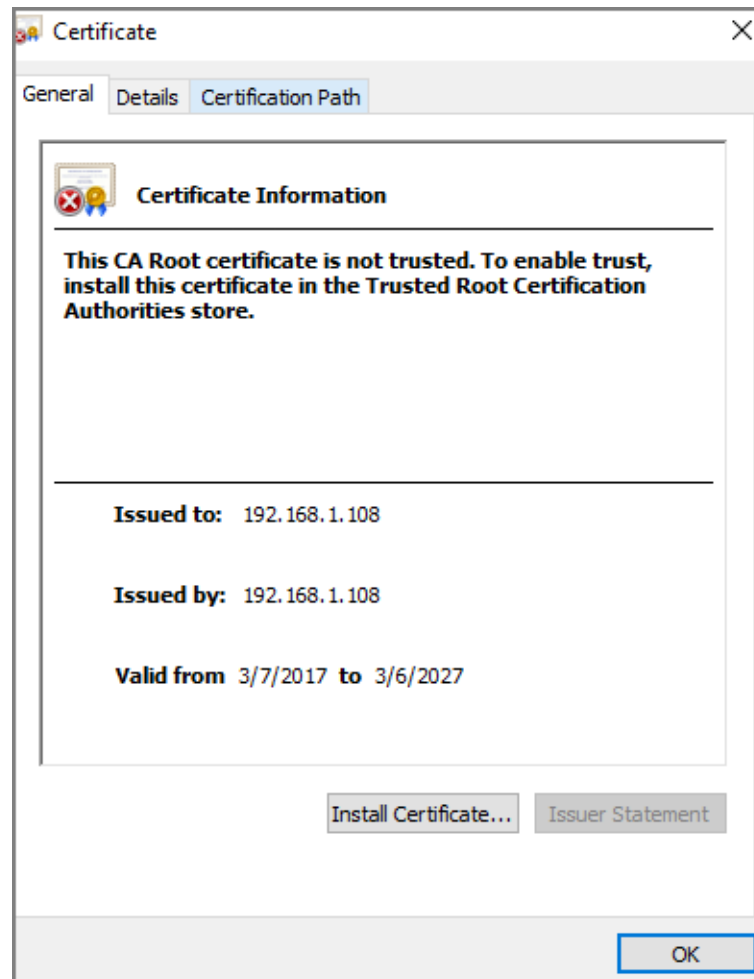 Certificate
General Details Certification Path
Certificate Information
This CA Root certificate is not trusted. To enable trust,
install this certificate in the Trusted Root Certification
Authorities store.
Issued to: 192.168.1.108
Issued by: 192.168.1.108
Valid from 3/7/2017 to 3/6/2027
Install Certificate... Issuer Statement
OK